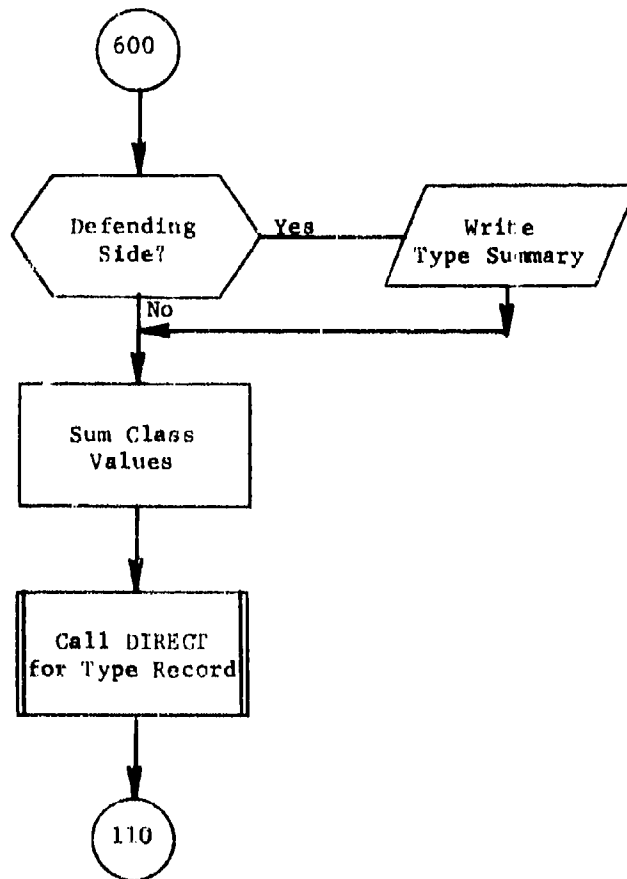 600
Defending
Side?
Yes
Write
Type Summary
No
Sum Class
Values
Call DIRECT
for Type Record
110